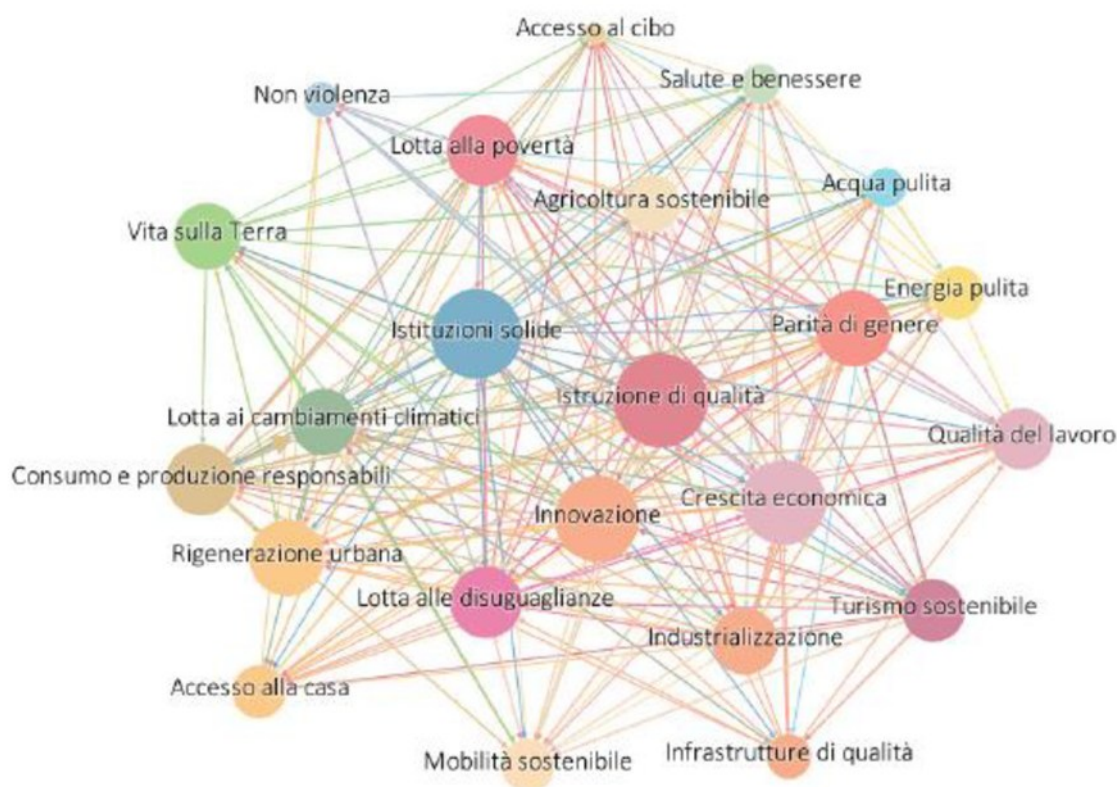 Accesso al cibo
Salute e benessere
Non violenza
Lotta alla povertà
Acqua pulita
Agricoltura sostenibile
Vita sulla Terra
Energia pulita
Parità di genere
Istituzioni solide
Istruzione di qualità
Lotta ai cambiamenti climatici
Qualità del lavoro
Consumo e produzione responsabili
Crescita economica
Innovazione
Rigenerazione urbana
Lotta alle disuguaglianze
Turismo sostenibile
Industrializzazione
Accesso alla casa
Infrastrutture di qualità
Mobilità sostenibile